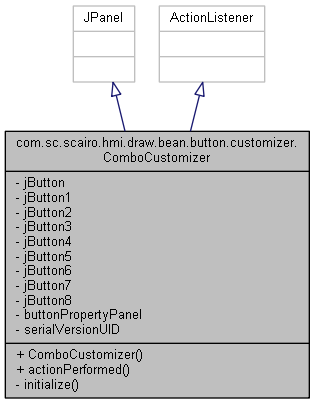 JPanel
ActionListener
com.sc.scairo.hmi.draw.bean.button.customizer.
ComboCustomizer
- jButton
- jButton1
- jButton2
- jButton3
- jButton4
- jButton5
- jButton6
- jButton7
- jButton8
- buttonPropertyPanel
- serialVersionUID
+ ComboCustomizer()
+ actionPerformed()
- initialize()